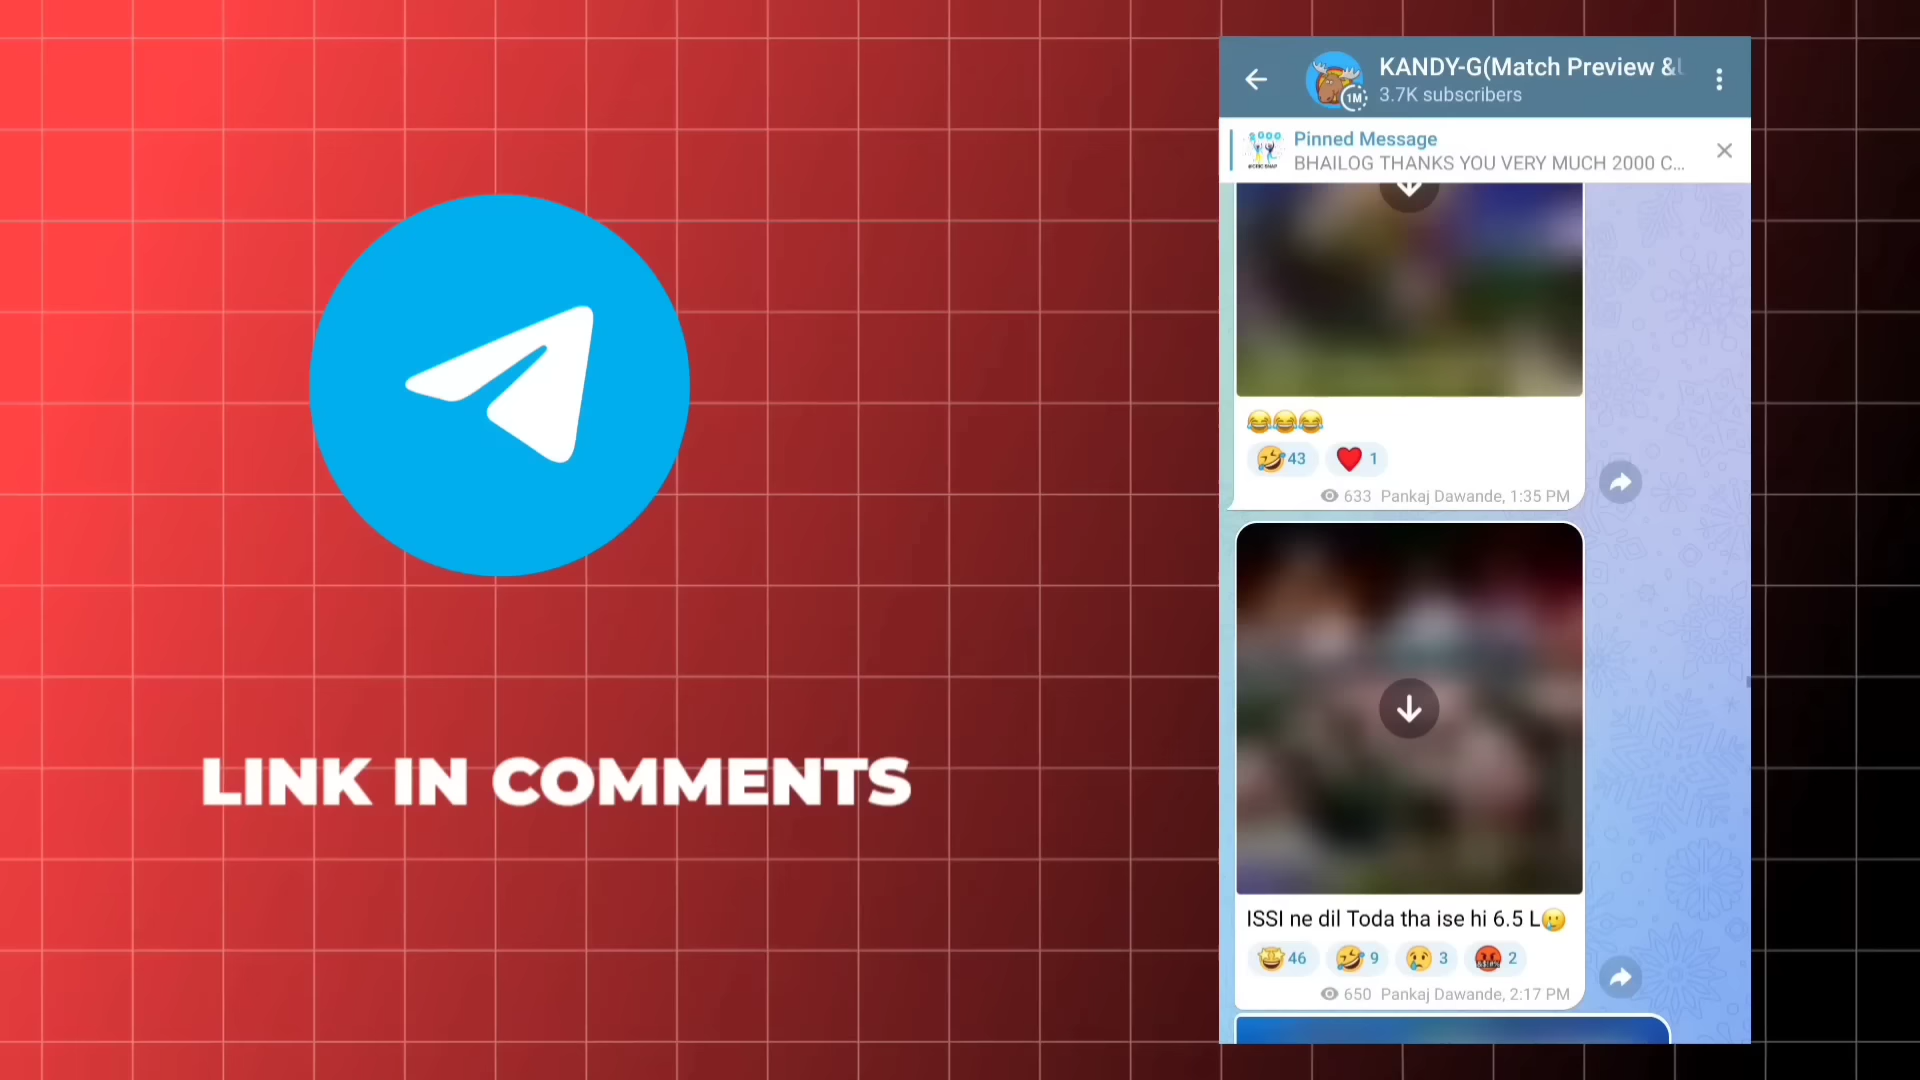 LINK IN COMMENTS
KANDY-G(Match Preview &
1M
3.7K subscribers
Pinned Message
BHAILOG THANKS YOU VERY MUCH 2000 C...
😂😂😂
🤣 43 ❤️ 1
633 Pankaj Dawande, 1:35 PM
ISSI ne dil Toda tha ise hi 6.5 L🥲
🤩 46 🤣 9 😢 3 🤬 2
650 Pankaj Dawande, 2:17 PM